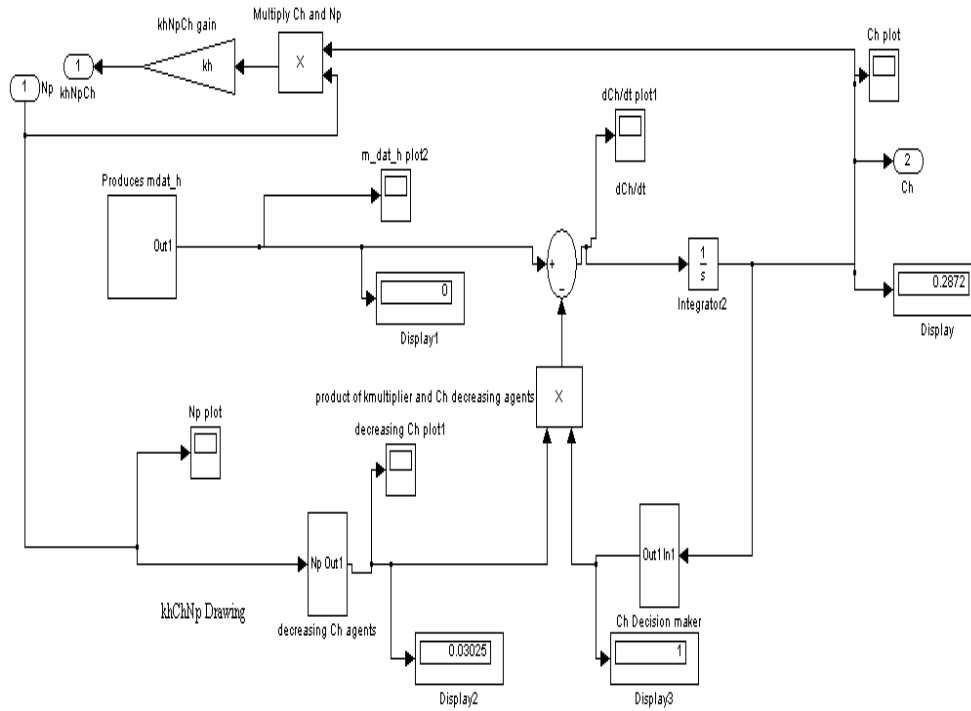 Multiply Ch and Np
khNpCh gain
kh
X
1
khNpCh
1
Np
Ch plot
dCh/dt plot1
dCh/dt
m_dat_h plot2
2
Ch
Produces mdat_h
Out1
+
−
1
s
Integrator2
0
Display1
0.2872
Display
product of kmultiplier and Ch decreasing agents
X
Np plot
decreasing Ch plot1
Np Out1
decreasing Ch agents
khChNp Drawing
Out1 In1
Ch Decision maker
0.03025
Display2
1
Display3